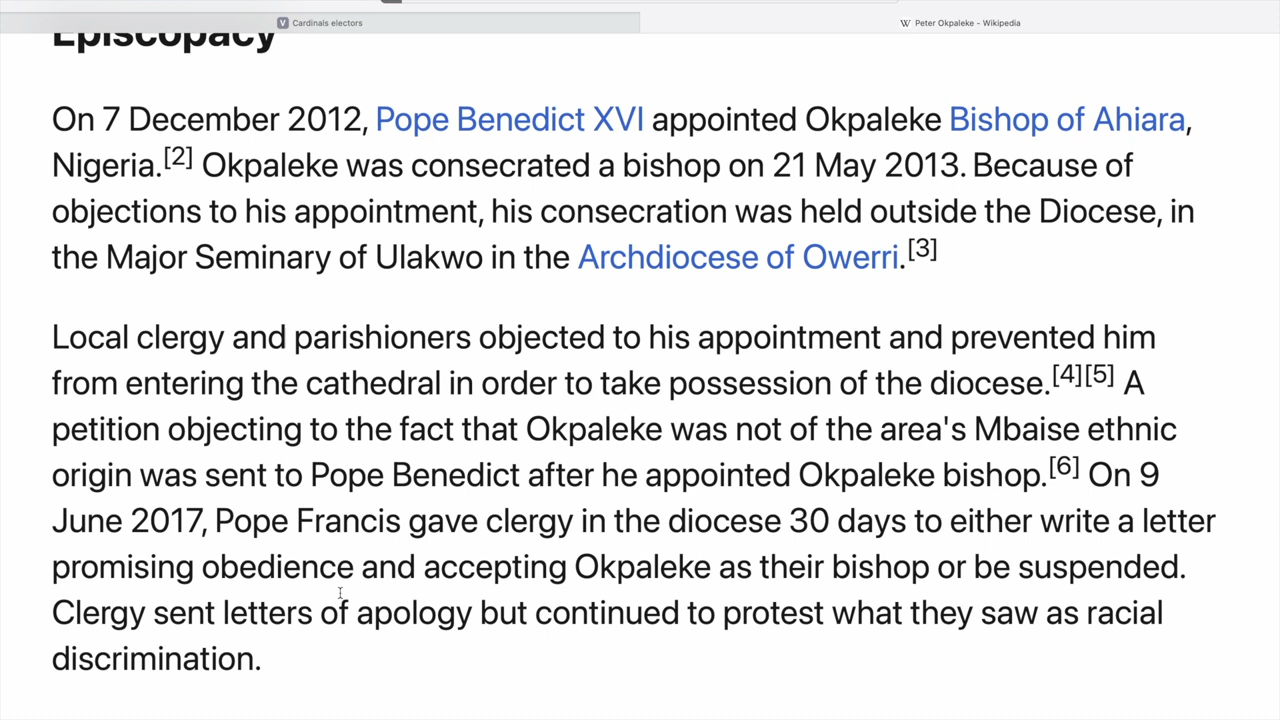 Cardinals electors
Peter Okpaleke – Wikipedia
Episcopacy
On 7 December 2012, Pope Benedict XVI appointed Okpaleke Bishop of Ahiara,
Nigeria.[2] Okpaleke was consecrated a bishop on 21 May 2013. Because of
objections to his appointment, his consecration was held outside the Diocese, in
the Major Seminary of Ulakwo in the Archdiocese of Owerri.[3]
Local clergy and parishioners objected to his appointment and prevented him
from entering the cathedral in order to take possession of the diocese.[4][5] A
petition objecting to the fact that Okpaleke was not of the area's Mbaise ethnic
origin was sent to Pope Benedict after he appointed Okpaleke bishop.[6] On 9
June 2017, Pope Francis gave clergy in the diocese 30 days to either write a letter
promising obedience and accepting Okpaleke as their bishop or be suspended.
Clergy sent letters of apology but continued to protest what they saw as racial
discrimination.